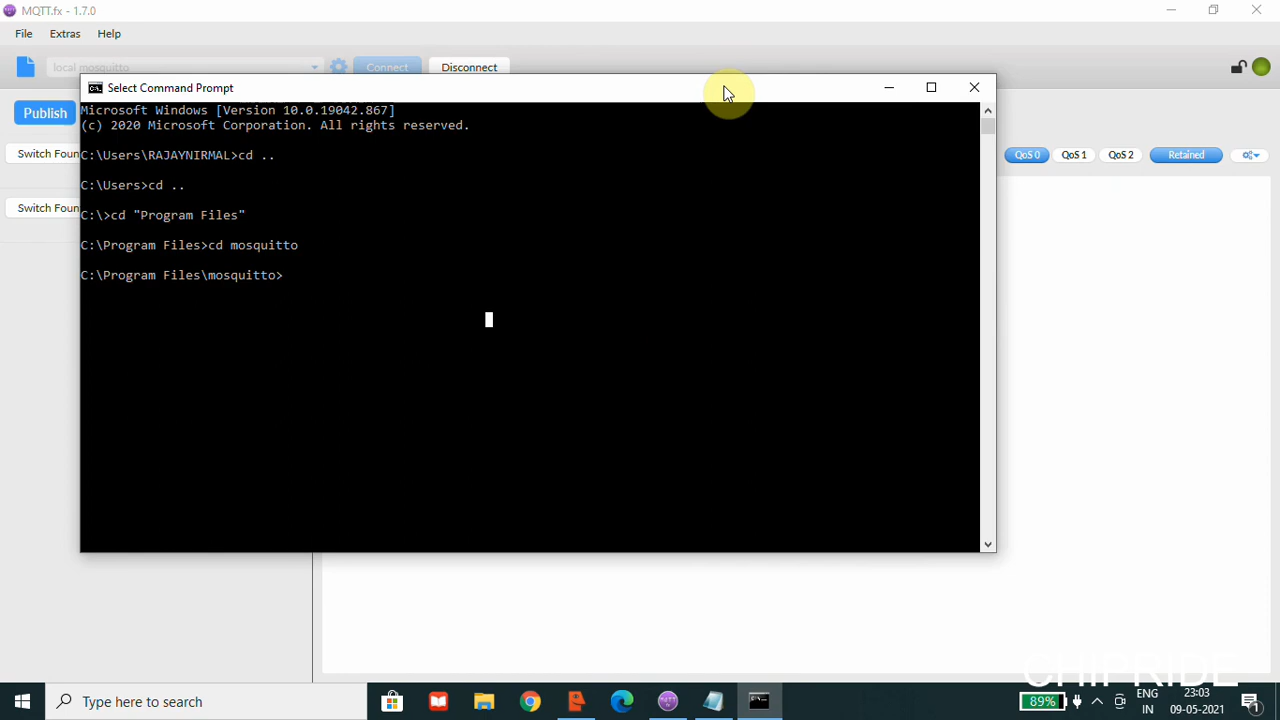 MQTT.fx - 1.7.0
File Extras Help
local mosquitto Connect Disconnect
Select Command Prompt
Microsoft Windows [Version 10.0.19042.867]
(c) 2020 Microsoft Corporation. All rights reserved.
C:\Users\RAJAYNIRMAL>cd ..
C:\Users>cd ..
C:\>cd "Program Files"
C:\Program Files>cd mosquitto
C:\Program Files\mosquitto>
Publish
Switch Foun
QoS 0 QoS 1 QoS 2 Retained
Switch Foun
CHIPRIDE
Type here to search
89%
ENG
IN
23:03
09-05-2021
1